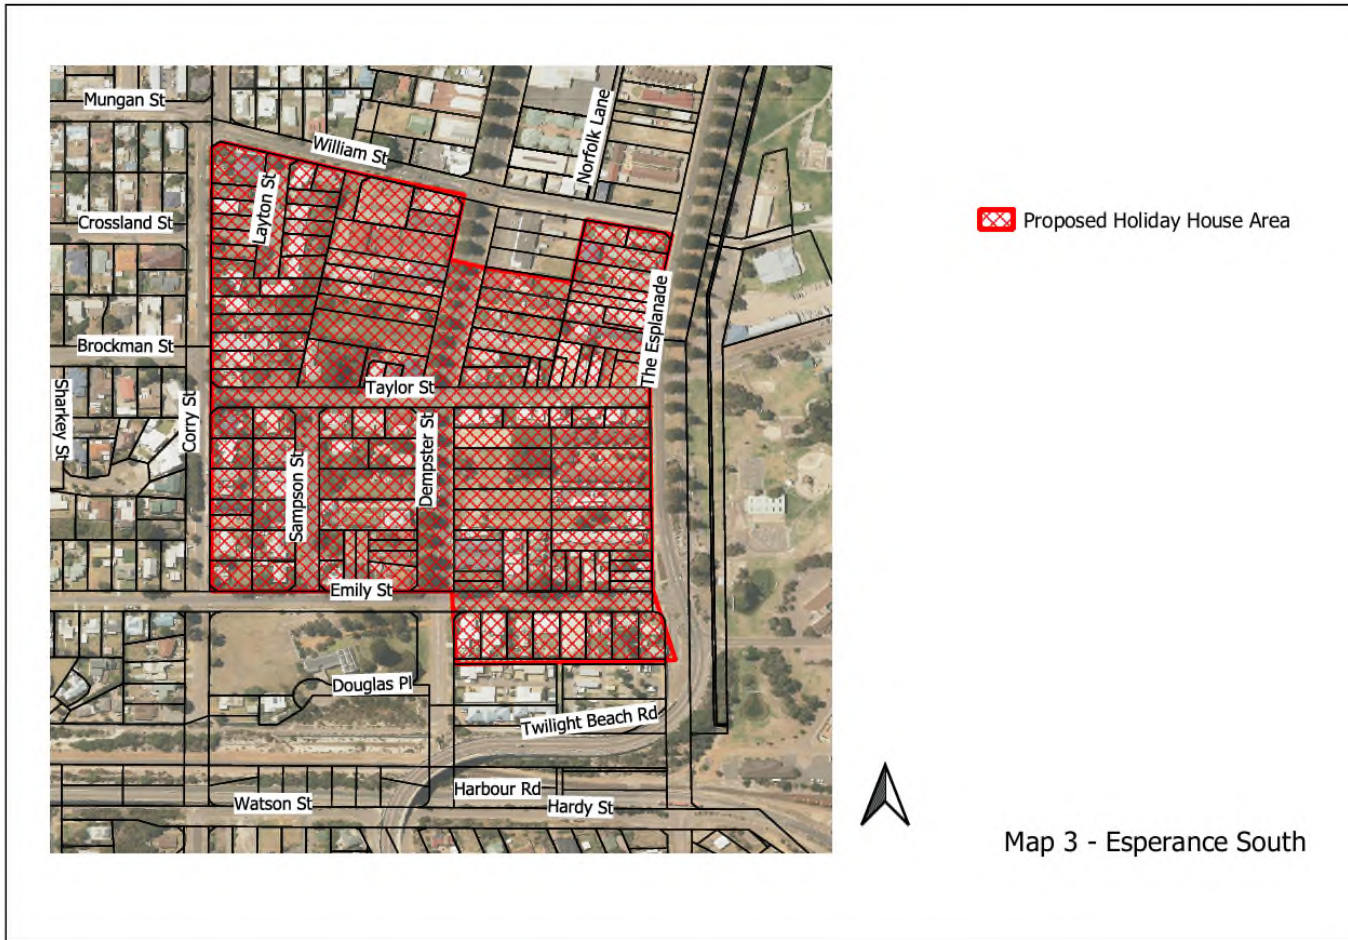 Mungan St
William St
Norfolk Lane
Layton St
Crossland St
Proposed Holiday House Area
The Esplanade
Brockman St
Taylor St
Sharkey St
Corry St
Dempster St
Sampson St
Emily St
Douglas Pl
Twilight Beach Rd
Harbour Rd
Watson St
Hardy St
Map 3 - Esperance South